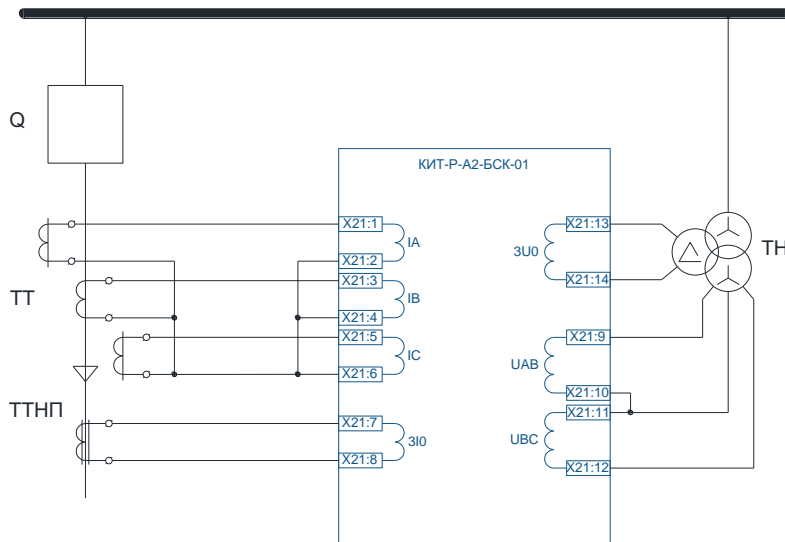 Q
КИТ-Р-А2-БСК-01
X21:1
IA
X21:2
X21:3
IB
X21:4
X21:5
IC
X21:6
X21:7
3I0
X21:8
X21:13
3U0
X21:14
X21:9
UAB
X21:10
X21:11
UBC
X21:12
ТТ
ТТНП
ТН